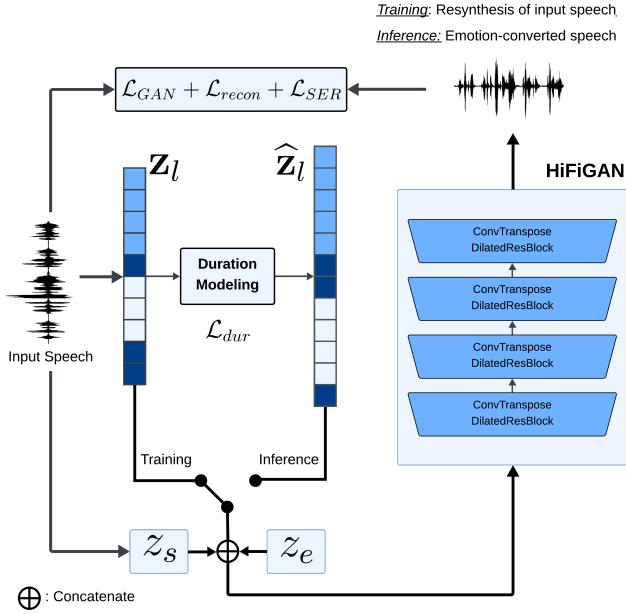 Training: Resynthesis of input speech.
Inference: Emotion-converted speech
ℒ_GAN + ℒ_recon + ℒ_SER
HiFiGAN
z_l
ẑ_l
ConvTranspose
DilatedResBlock
ConvTranspose
DilatedResBlock
ConvTranspose
DilatedResBlock
ConvTranspose
DilatedResBlock
Duration
Modeling
ℒ_dur
Input Speech
Training
Inference
z_s
z_e
⊕ : Concatenate